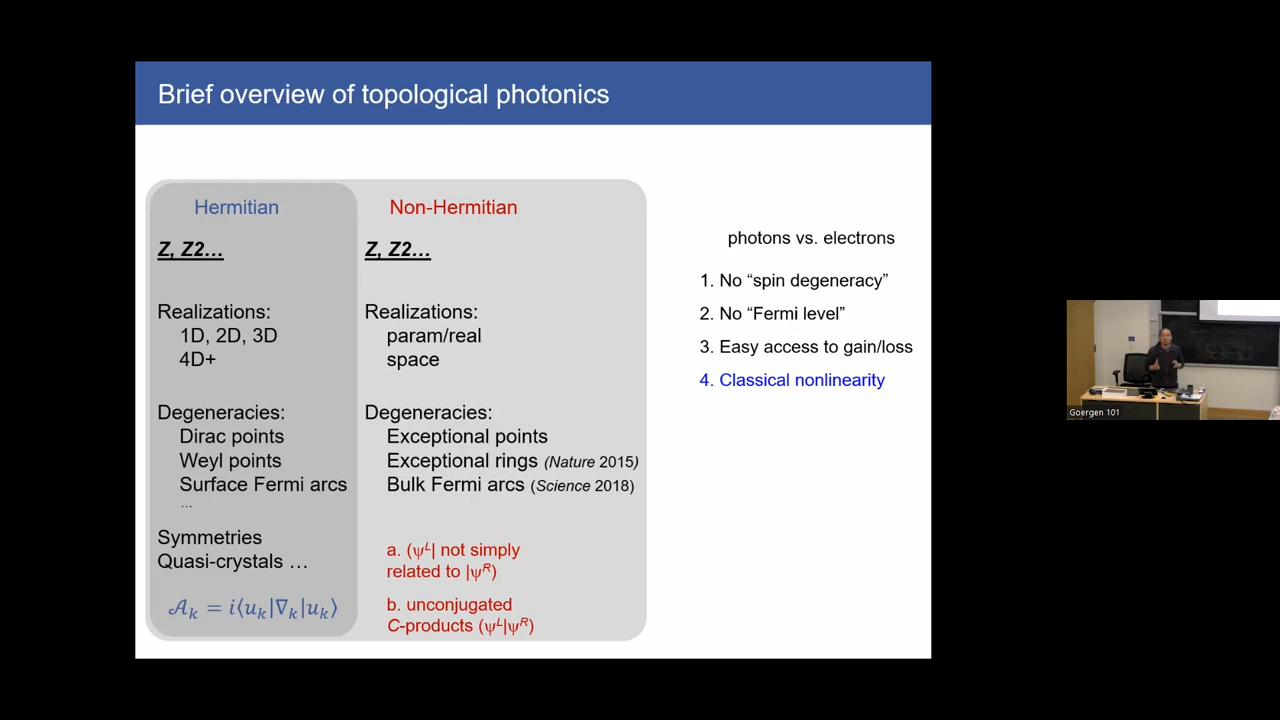 Brief overview of topological photonics
Hermitian
Z, Z2…
Realizations:
1D, 2D, 3D
4D+
Degeneracies:
Dirac points
Weyl points
Surface Fermi arcs
…
Symmetries
Quasi-crystals …
𝒜ₖ = i⟨uₖ|∇ₖ|uₖ⟩
Non-Hermitian
Z, Z2…
Realizations:
param/real
space
Degeneracies:
Exceptional points
Exceptional rings (Nature 2015)
Bulk Fermi arcs (Science 2018)
a. (ψᴸ| not simply
related to |ψᴿ)
b. unconjugated
C-products (ψᴸ|ψᴿ)
photons vs. electrons
1. No “spin degeneracy”
2. No “Fermi level”
3. Easy access to gain/loss
4. Classical nonlinearity
Goergen 101